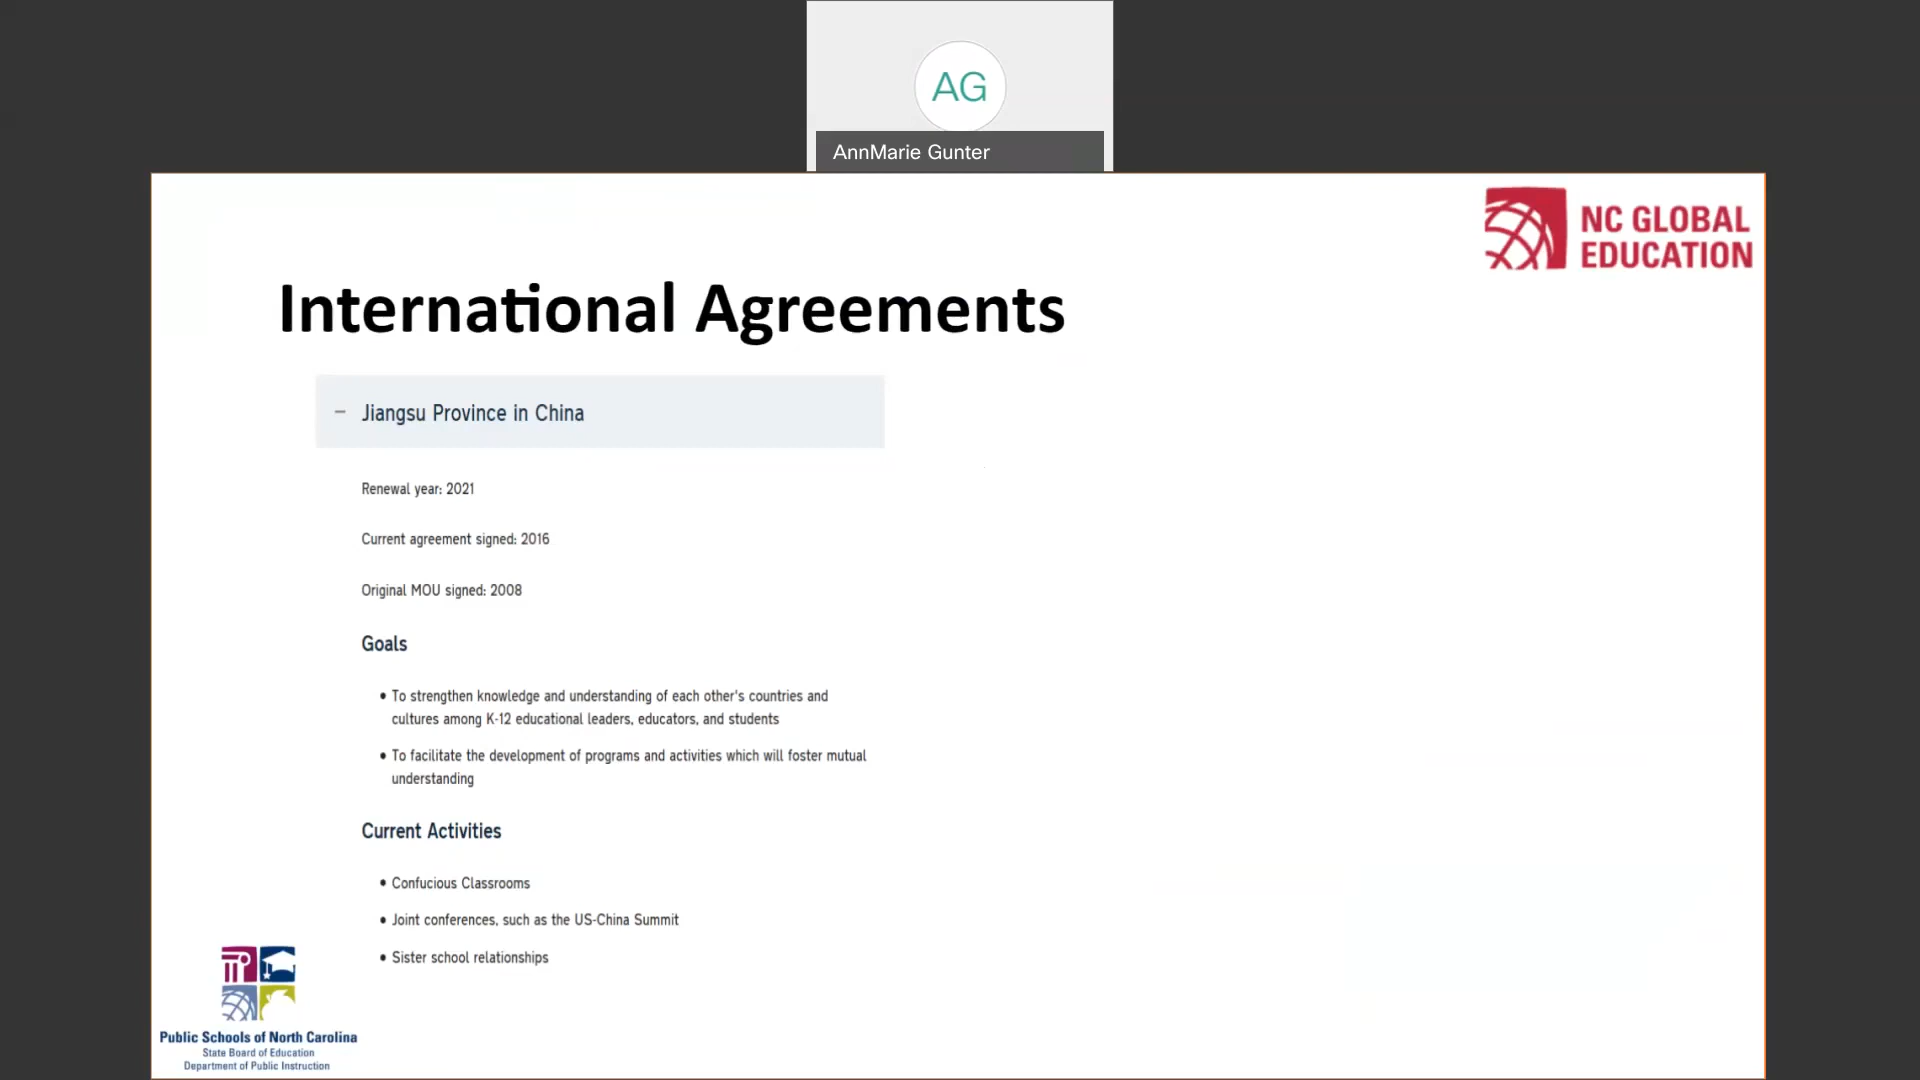 AG
AnnMarie Gunter
NC GLOBAL
EDUCATION
International Agreements
– Jiangsu Province in China
Renewal year: 2021
Current agreement signed: 2016
Original MOU signed: 2008
Goals
• To strengthen knowledge and understanding of each other's countries and
cultures among K-12 educational leaders, educators, and students
• To facilitate the development of programs and activities which will foster mutual
understanding
Current Activities
• Confucious Classrooms
• Joint conferences, such as the US-China Summit
• Sister school relationships
Public Schools of North Carolina
State Board of Education
Department of Public Instruction